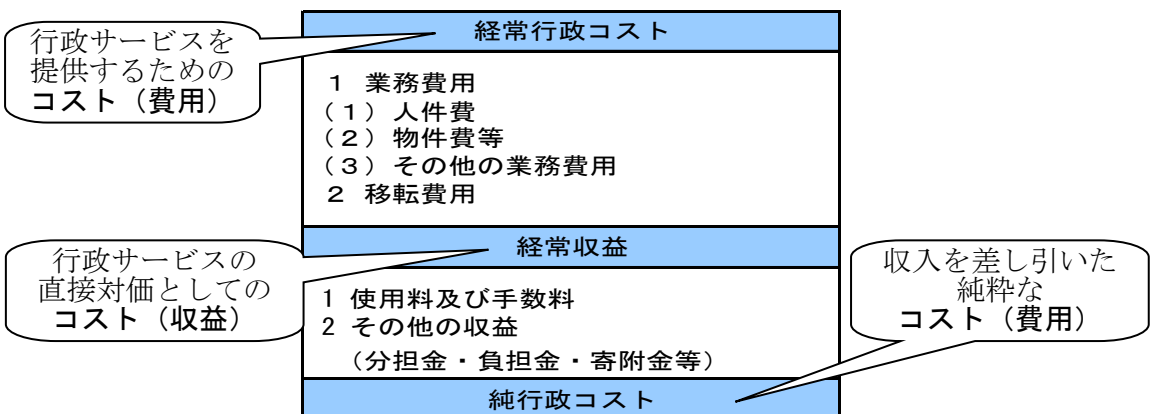 経常行政コスト
行政サービスを
提供するための
コスト（費用）
１ 業務費用
（１）人件費
（２）物件費等
（３）その他の業務費用
２ 移転費用
経常収益
行政サービスの
直接対価としての
コスト（収益）
１ 使用料及び手数料
２ その他の収益
（分担金・負担金・寄附金等）
収入を差し引いた
純粋な
コスト（費用）
純行政コスト